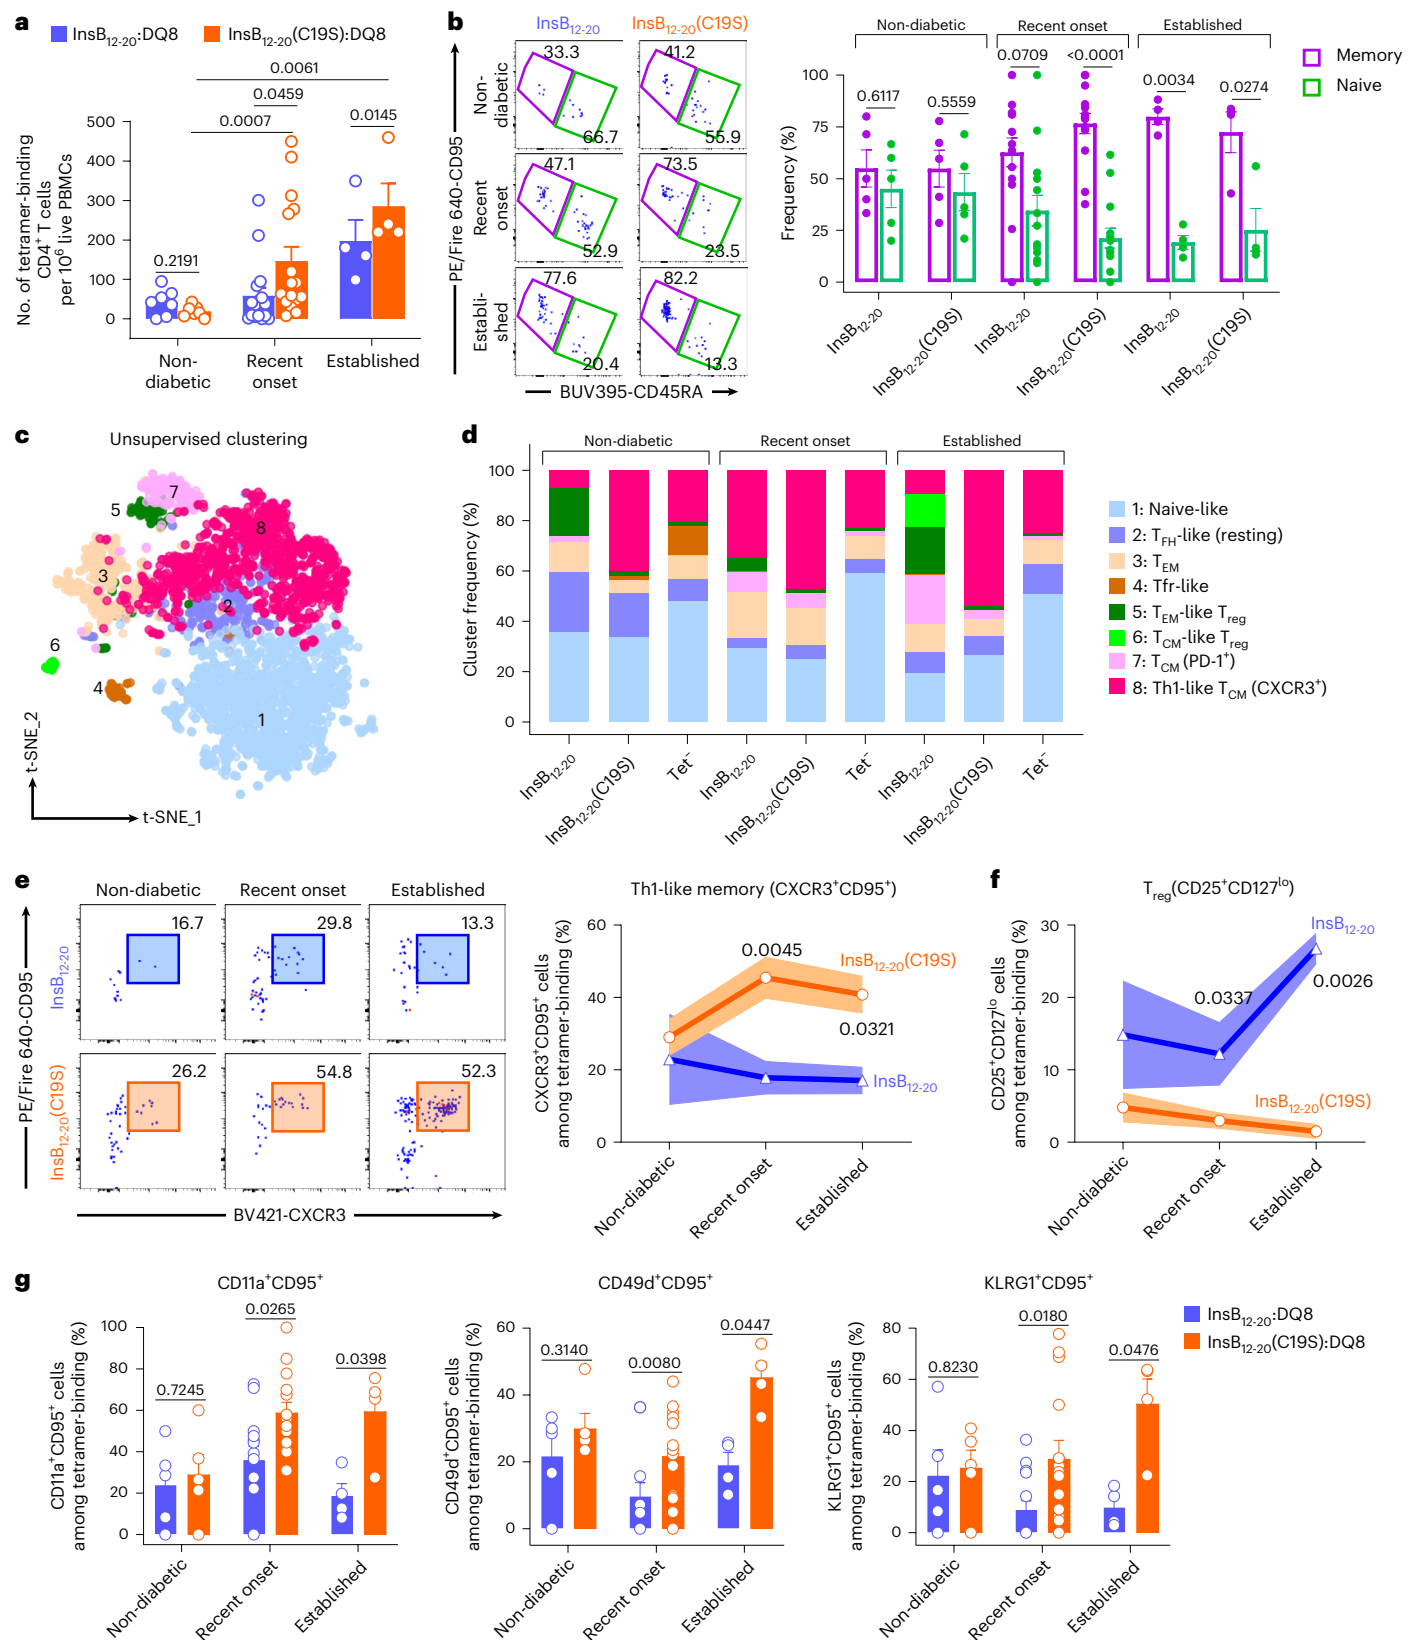 a
InsB12-20:DQ8
InsB12-20(C19S):DQ8
0.0061
0.0459
0.0007
0.0145
0.2191
No. of tetramer-binding
CD4+ T cells
per 10^6 live PBMCs
500
400
300
200
100
0
Non-
diabetic
Recent
onset
Established
b
InsB12-20
InsB12-20(C19S)
PE/Fire 640-CD95
Non-
diabetic
33.3
66.7
41.2
55.9
Recent
onset
47.1
52.9
73.5
23.5
Establi-
shed
77.6
20.4
82.2
13.3
BUV395-CD45RA
Non-diabetic
Recent onset
Established
Memory
Naive
0.6117
0.5559
0.0709
<0.0001
0.0034
0.0274
Frequency (%)
100
75
50
25
0
InsB12-20
InsB12-20(C19S)
InsB12-20
InsB12-20(C19S)
InsB12-20
InsB12-20(C19S)
c
Unsupervised clustering
7
5
8
3
2
6
4
1
t-SNE_2
t-SNE_1
d
Non-diabetic
Recent onset
Established
Cluster frequency (%)
100
80
60
40
20
0
InsB12-20
InsB12-20(C19S)
Tet−
InsB12-20
InsB12-20(C19S)
Tet−
InsB12-20
InsB12-20(C19S)
Tet−
1: Naive-like
2: TFH-like (resting)
3: TEM
4: Tfr-like
5: TEM-like Treg
6: TCM-like Treg
7: TCM (PD-1+)
8: Th1-like TCM (CXCR3+)
e
Non-diabetic
Recent onset
Established
PE/Fire 640-CD95
InsB12-20
16.7
29.8
13.3
InsB12-20(C19S)
26.2
54.8
52.3
BV421-CXCR3
Th1-like memory (CXCR3+CD95+)
CXCR3+CD95+ cells
among tetramer-binding (%)
60
40
20
0
0.0045
InsB12-20(C19S)
0.0321
InsB12-20
Non-diabetic
Recent onset
Established
f
Treg(CD25+CD127lo)
CD25+CD127lo cells
among tetramer-binding (%)
30
20
10
0
InsB12-20
0.0337
0.0026
InsB12-20(C19S)
Non-diabetic
Recent onset
Established
g
CD11a+CD95+
CD11a+CD95+ cells
among tetramer-binding (%)
100
80
60
40
20
0
0.7245
0.0265
0.0398
Non-diabetic
Recent onset
Established
CD49d+CD95+
CD49d+CD95+ cells
among tetramer-binding (%)
60
40
20
0
0.3140
0.0080
0.0447
Non-diabetic
Recent onset
Established
KLRG1+CD95+
KLRG1+CD95+ cells
among tetramer-binding (%)
80
60
40
20
0
0.8230
0.0180
0.0476
Non-diabetic
Recent onset
Established
InsB12-20:DQ8
InsB12-20(C19S):DQ8